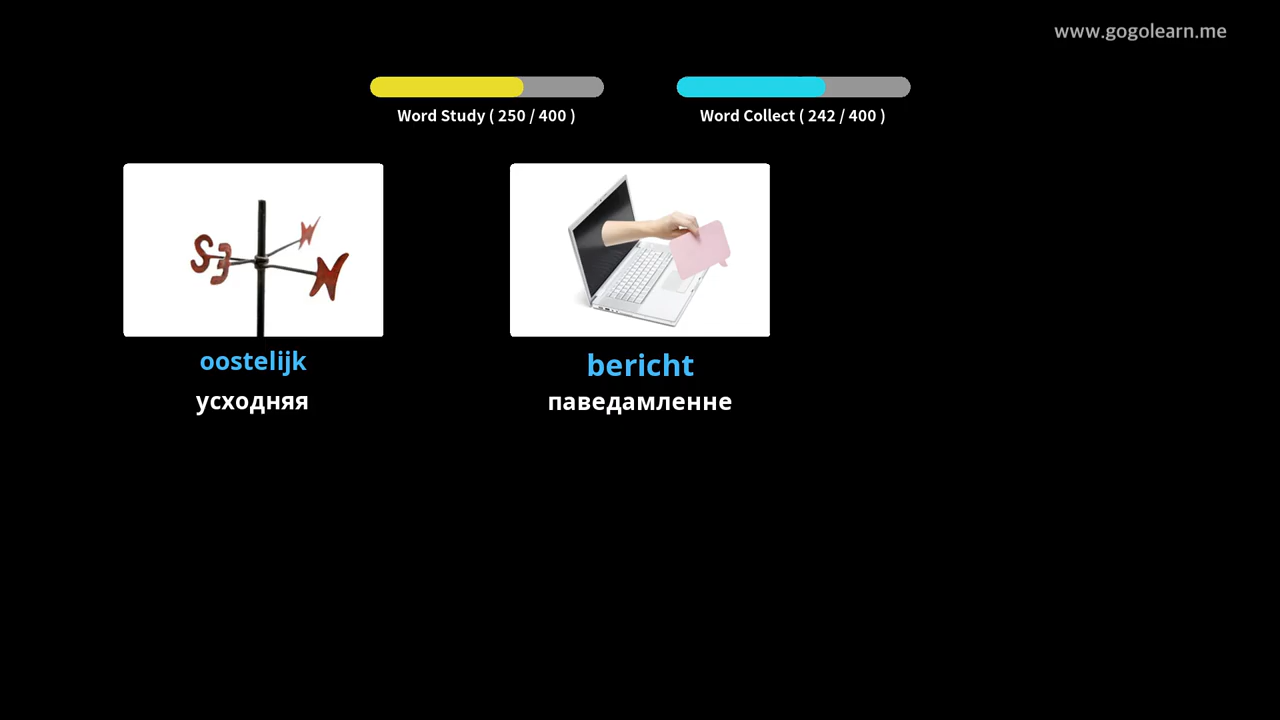 www.gogolearn.me
Word Study ( 250 / 400 )
Word Collect ( 242 / 400 )
S E N
oostelijk
bericht
усходняя
паведамленне